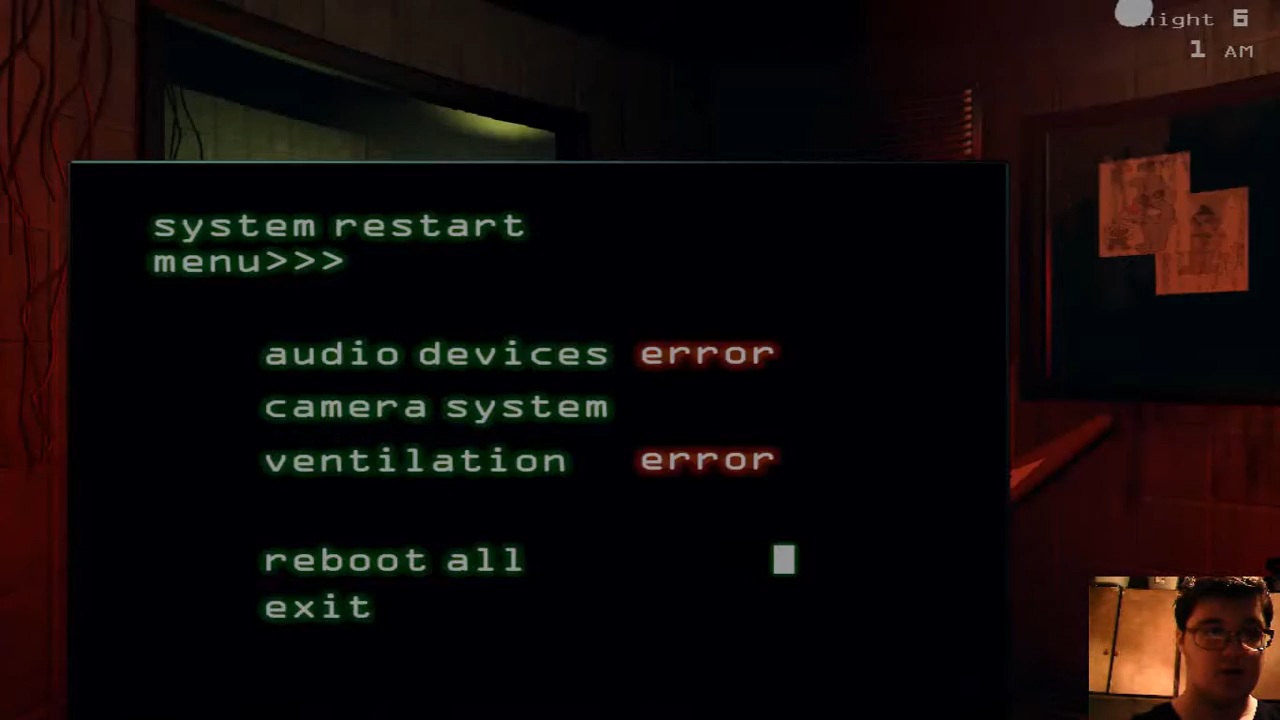 night 6
1 AM
system restart
menu>>>
audio devices error
camera system
ventilation error
reboot all
exit